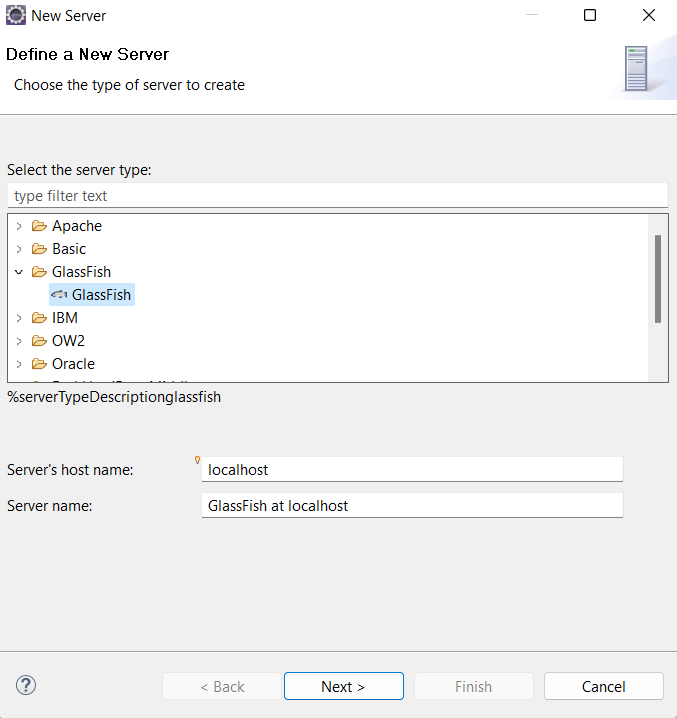 New Server
Define a New Server
Choose the type of server to create
Select the server type:
type filter text
Apache
Basic
GlassFish
GlassFish
IBM
OW2
Oracle
%serverTypeDescriptionglassfish
Server's host name:
localhost
Server name:
GlassFish at localhost
?
< Back
Next >
Finish
Cancel